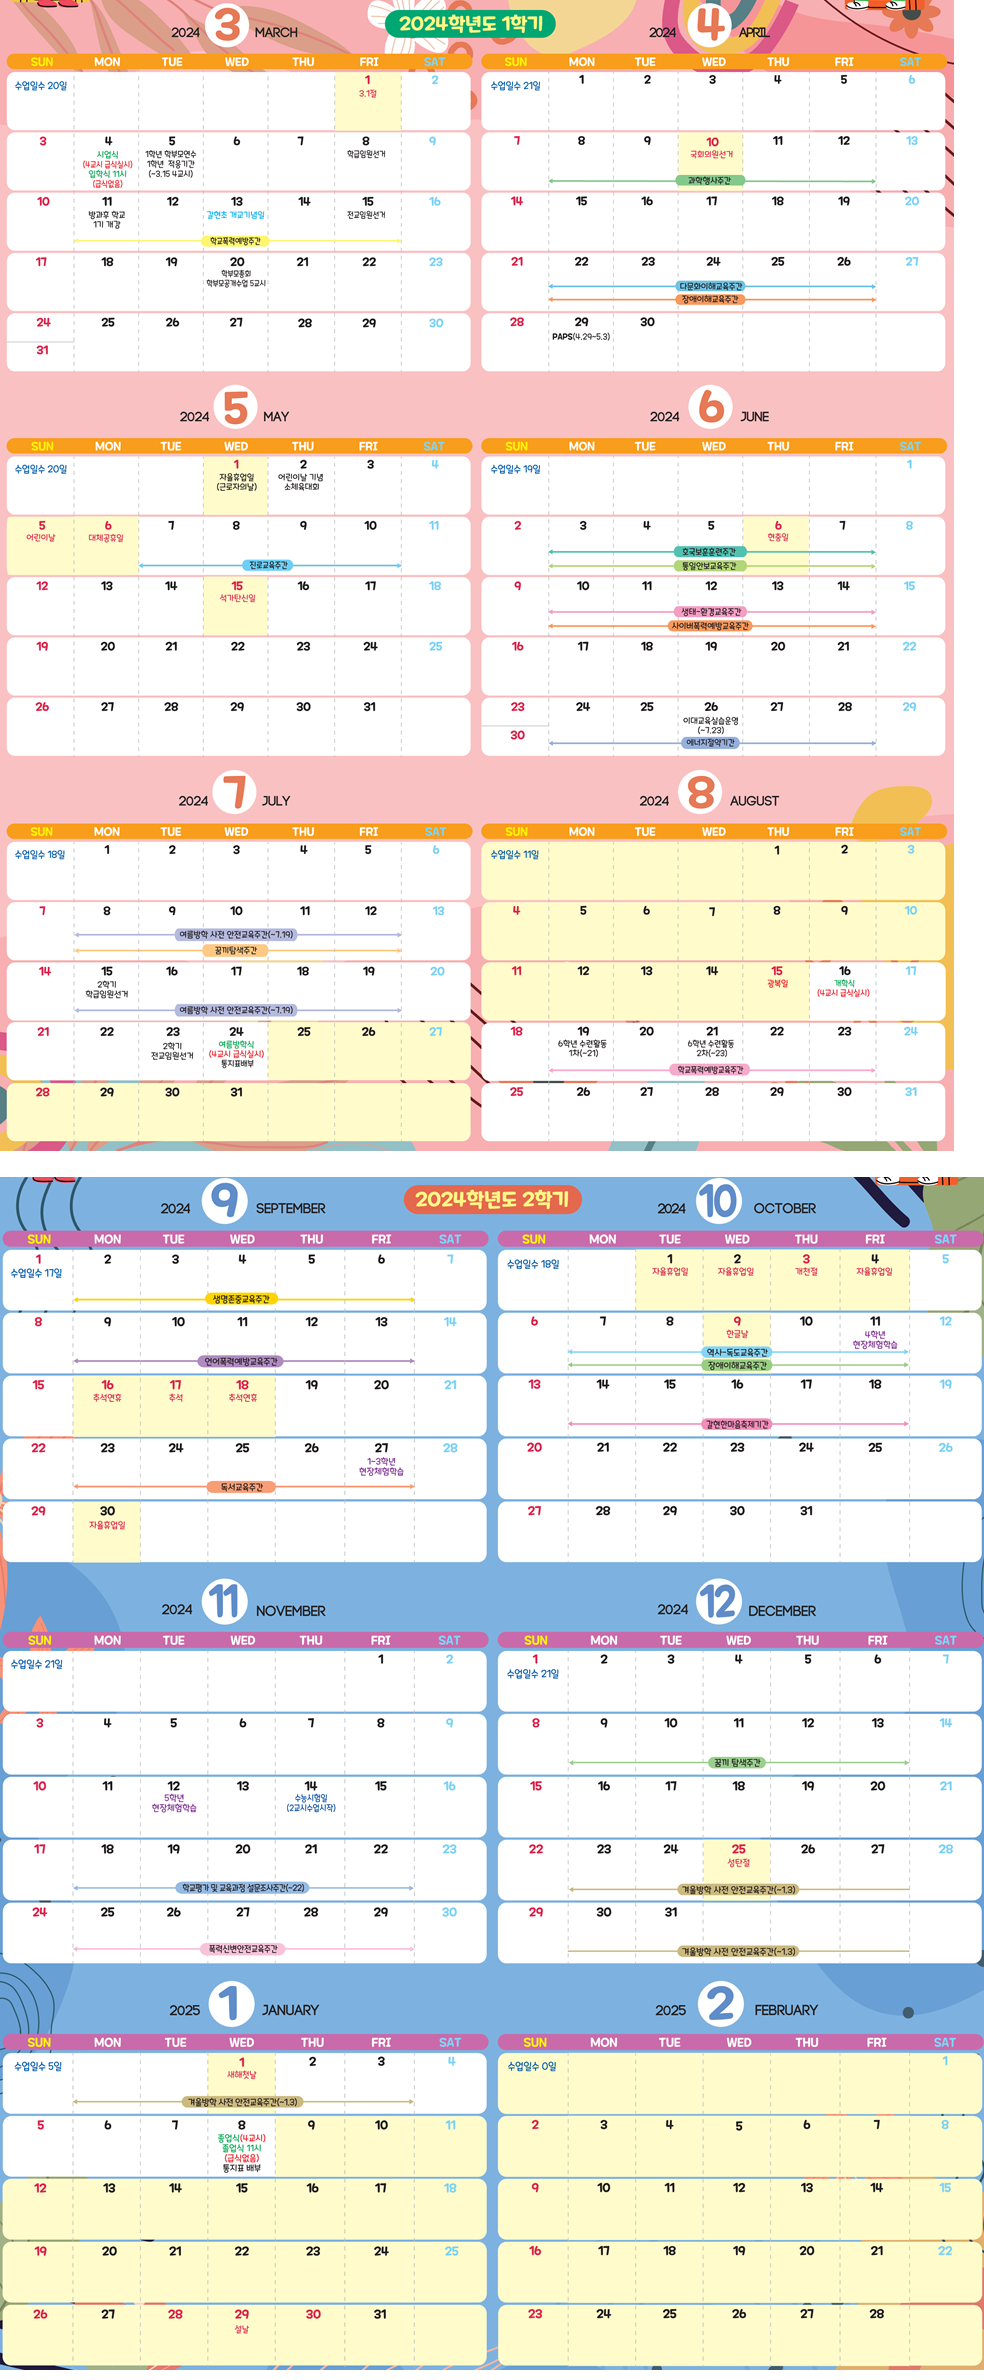 2024학년도 1학기
2024 3 MARCH
SUN MON TUE WED THU FRI SAT
수업일수 20일 1 2
3.1절
3 4 5 6 7 8 9
시업식 1학년 학부모연수 학급임원선거
(4교시 급식실시) 1학년 적응기간
입학식 11시 (~3.15 4교시)
(급식없음)
10 11 12 13 14 15 16
방과후 학교 갈현초 개교기념일 전교임원선거
1기 개강
학교폭력예방주간
17 18 19 20 21 22 23
학부모총회
학부모공개수업 5교시
24 25 26 27 28 29 30
31
2024 4 APRIL
SUN MON TUE WED THU FRI SAT
수업일수 21일 1 2 3 4 5 6
7 8 9 10 11 12 13
국회의원선거
과학행사주간
14 15 16 17 18 19 20
21 22 23 24 25 26 27
다문화이해교육주간
장애이해교육주간
28 29 30
PAPS(4.29~5.3)
2024 5 MAY
SUN MON TUE WED THU FRI SAT
수업일수 20일 1 2 3 4
자율휴업일 어린이날 기념
(근로자의날) 소체육대회
5 6 7 8 9 10 11
어린이날 대체공휴일
진로교육주간
12 13 14 15 16 17 18
석가탄신일
19 20 21 22 23 24 25
26 27 28 29 30 31
2024 6 JUNE
SUN MON TUE WED THU FRI SAT
수업일수 19일 1
2 3 4 5 6 7 8
현충일
호국보훈훈련주간
통일안보교육주간
9 10 11 12 13 14 15
생태-환경교육주간
사이버폭력예방교육주간
16 17 18 19 20 21 22
23 24 25 26 27 28 29
이대교육실습운영
(~7.23)
30
에너지절약기간
2024 7 JULY
SUN MON TUE WED THU FRI SAT
수업일수 18일 1 2 3 4 5 6
7 8 9 10 11 12 13
여름방학 사전 안전교육주간(~7.19)
꿈끼탐색주간
14 15 16 17 18 19 20
2학기
학급임원선거
여름방학 사전 안전교육주간(~7.19)
21 22 23 24 25 26 27
2학기 여름방학식
전교임원선거 (4교시 급식실시)
통지표배부
28 29 30 31
2024 8 AUGUST
SUN MON TUE WED THU FRI SAT
수업일수 11일 1 2 3
4 5 6 7 8 9 10
11 12 13 14 15 16 17
광복일 개학식
(4교시 급식실시)
18 19 20 21 22 23 24
6학년 수련활동 6학년 수련활동
1차(~21) 2차(~23)
학교폭력예방교육주간
25 26 27 28 29 30 31
2024학년도 2학기
2024 9 SEPTEMBER
SUN MON TUE WED THU FRI SAT
1 2 3 4 5 6 7
수업일수 17일
생명존중교육주간
8 9 10 11 12 13 14
언어폭력예방교육주간
15 16 17 18 19 20 21
추석연휴 추석 추석연휴
22 23 24 25 26 27 28
1-3학년
현장체험학습
독서교육주간
29 30
자율휴업일
2024 10 OCTOBER
SUN MON TUE WED THU FRI SAT
수업일수 18일 1 2 3 4 5
자율휴업일 자율휴업일 개천절 자율휴업일
6 7 8 9 10 11 12
한글날 4학년
현장체험학습
역사-독도교육주간
장애이해교육주간
13 14 15 16 17 18 19
갈현한마음축제기간
20 21 22 23 24 25 26
27 28 29 30 31
2024 11 NOVEMBER
SUN MON TUE WED THU FRI SAT
수업일수 21일 1 2
3 4 5 6 7 8 9
10 11 12 13 14 15 16
5학년 수능시험일
현장체험학습 (2교시수업시작)
17 18 19 20 21 22 23
학교평가 및 교육과정 설문조사주간(~22)
24 25 26 27 28 29 30
폭력신변안전교육주간
2024 12 DECEMBER
SUN MON TUE WED THU FRI SAT
1 2 3 4 5 6 7
수업일수 21일
8 9 10 11 12 13 14
꿈끼 탐색주간
15 16 17 18 19 20 21
22 23 24 25 26 27 28
성탄절
겨울방학 사전 안전교육주간(~1.3)
29 30 31
겨울방학 사전 안전교육주간(~1.3)
2025 1 JANUARY
SUN MON TUE WED THU FRI SAT
수업일수 5일 1 2 3 4
새해첫날
겨울방학 사전 안전교육주간(~1.3)
5 6 7 8 9 10 11
종업식(4교시)
졸업식 11시
(급식없음)
통지표 배부
12 13 14 15 16 17 18
19 20 21 22 23 24 25
26 27 28 29 30 31
설날
2025 2 FEBRUARY
SUN MON TUE WED THU FRI SAT
수업일수 0일 1
2 3 4 5 6 7 8
9 10 11 12 13 14 15
16 17 18 19 20 21 22
23 24 25 26 27 28